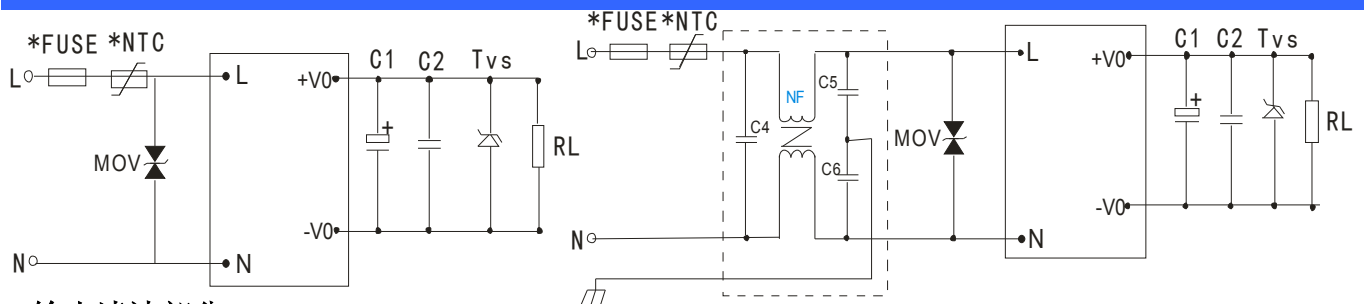 *FUSE *NTC
L
MOV
N
L
N
+V0
-V0
C1 C2 Tvs
+
RL
*FUSE *NTC
L
N
C4
NF
C5
C6
MOV
L
N
+V0
-V0
C1 C2 Tvs
+
RL